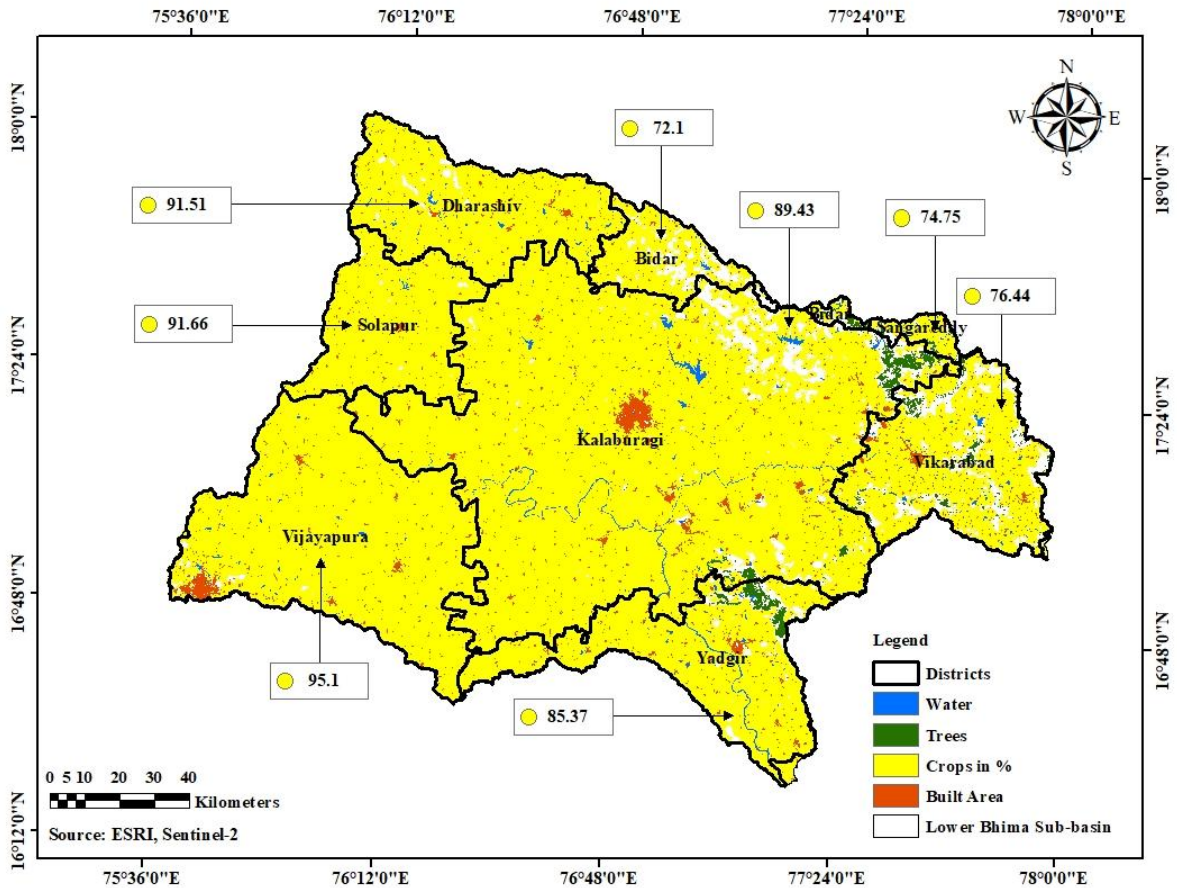 75°36'0"E 76°12'0"E 76°48'0"E 77°24'0"E 78°0'0"E
N
W E
S
18°0'0"N
18°0'0"N
72.1
91.51
89.43
74.75
Dharashiv
Bidar
76.44
91.66
Solapur
Bidar
Sangareddy
17°24'0"N
17°24'0"N
Kalaburagi
Vikarabad
Vijayapura
16°48'0"N
16°48'0"N
Yadgir
95.1
85.37
Legend
Districts
Water
Trees
Crops in %
Built Area
Lower Bhima Sub-basin
0 5 10 20 30 40
Kilometers
Source: ESRI, Sentinel-2
16°12'0"N
75°36'0"E 76°12'0"E 76°48'0"E 77°24'0"E 78°0'0"E